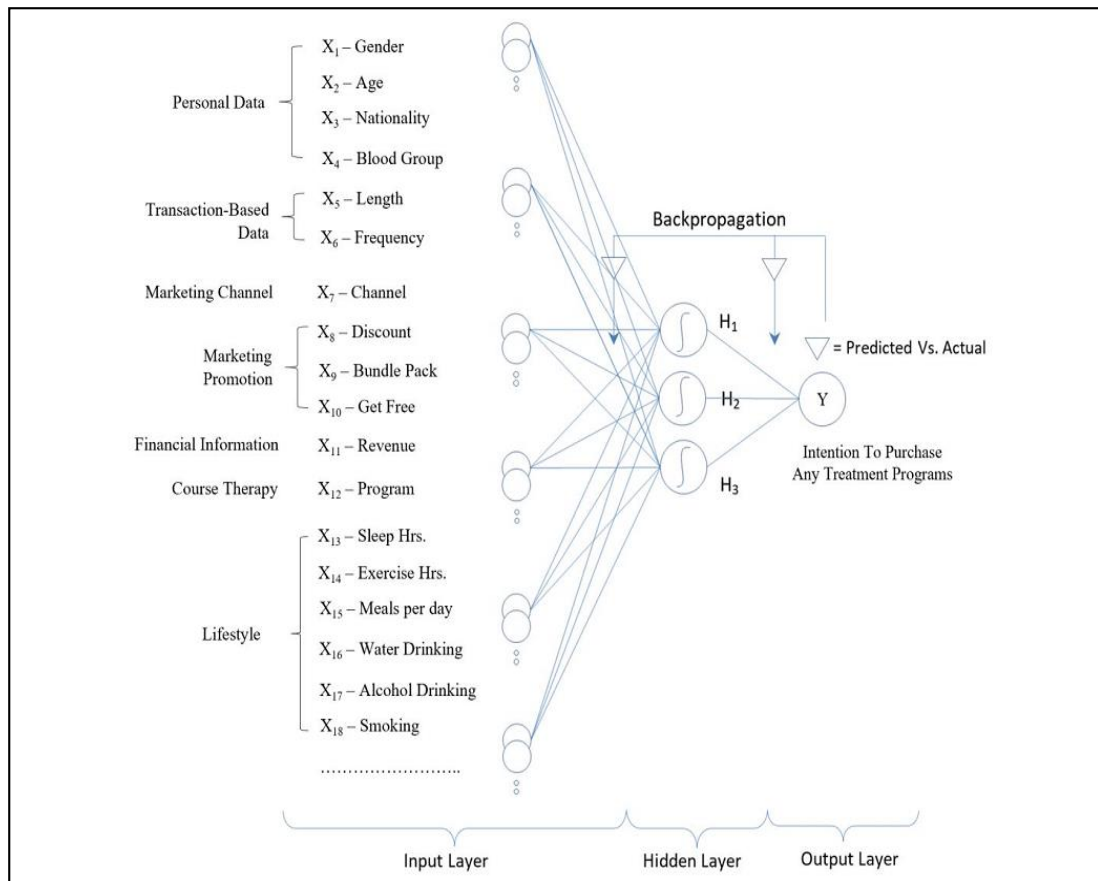 Personal Data
X1 – Gender
X2 – Age
X3 – Nationality
X4 – Blood Group
Transaction-Based
Data
X5 – Length
X6 – Frequency
Marketing Channel
X7 – Channel
Marketing
Promotion
X8 – Discount
X9 – Bundle Pack
X10 – Get Free
Financial Information
X11 – Revenue
Course Therapy
X12 – Program
Lifestyle
X13 – Sleep Hrs.
X14 – Exercise Hrs.
X15 – Meals per day
X16 – Water Drinking
X17 – Alcohol Drinking
X18 – Smoking
……………………..
Backpropagation
H1
H2
H3
= Predicted Vs. Actual
Y
Intention To Purchase
Any Treatment Programs
Input Layer
Hidden Layer
Output Layer